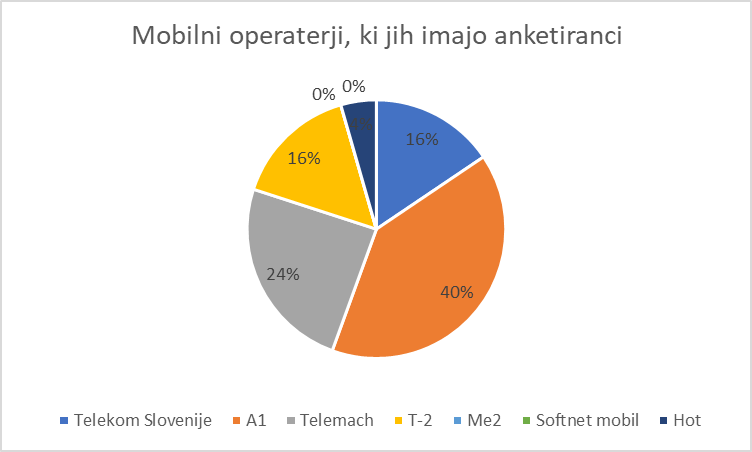 Mobilni operaterji, ki jih imajo anketiranci
0%
0%
16%
16%
24%
40%
Telekom Slovenije
A1
Telemach
T-2
Me2
Softnet mobil
Hot